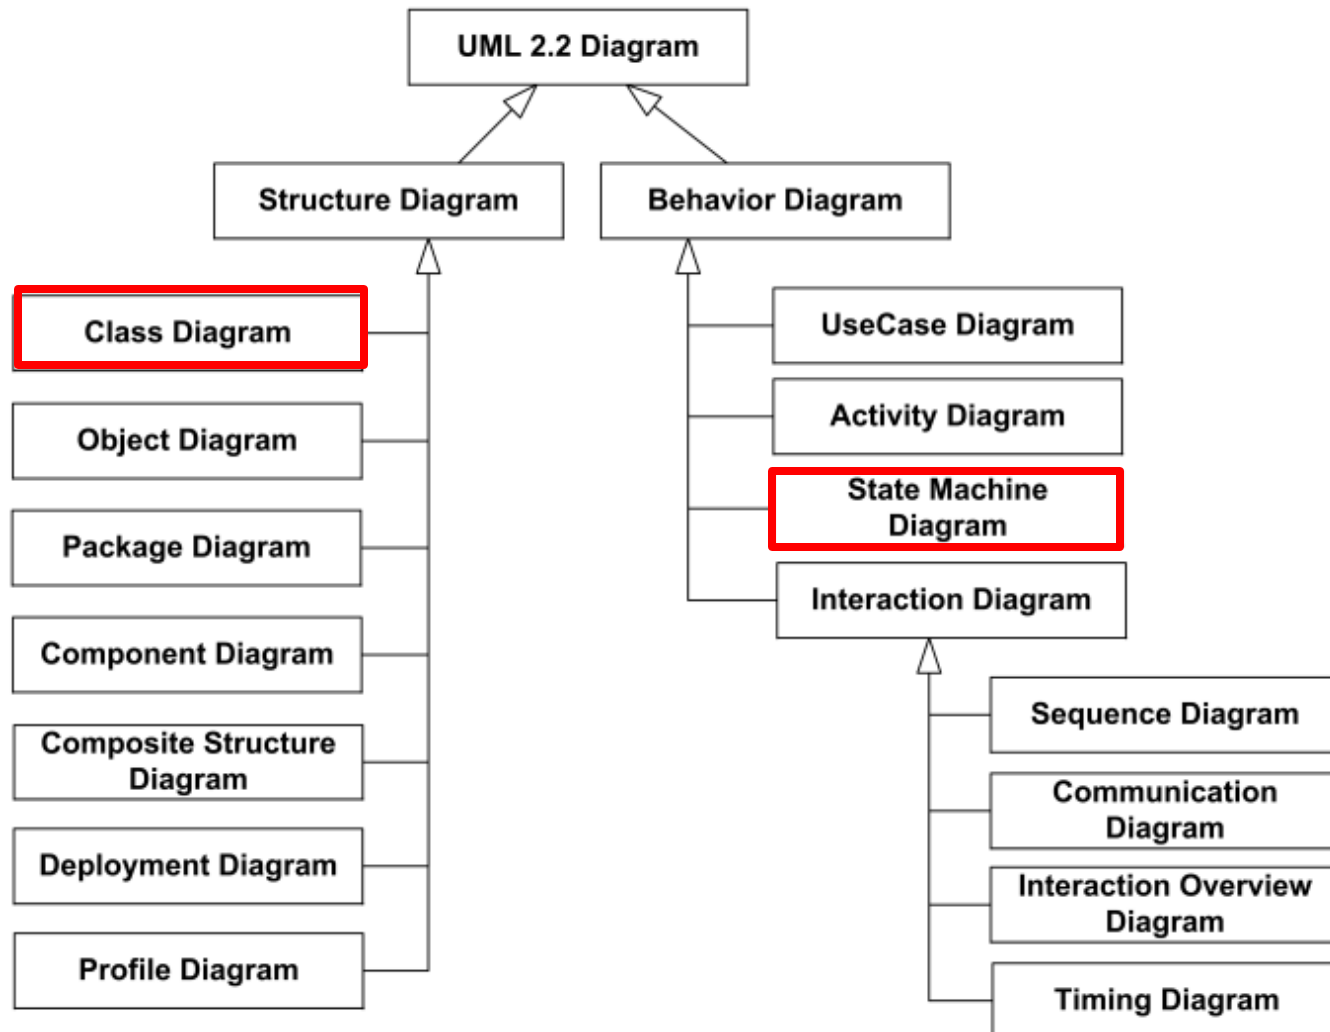 UML 2.2 Diagram
Structure Diagram
Behavior Diagram
Class Diagram
Object Diagram
Package Diagram
Component Diagram
Composite Structure
Diagram
Deployment Diagram
Profile Diagram
UseCase Diagram
Activity Diagram
State Machine
Diagram
Interaction Diagram
Sequence Diagram
Communication
Diagram
Interaction Overview
Diagram
Timing Diagram